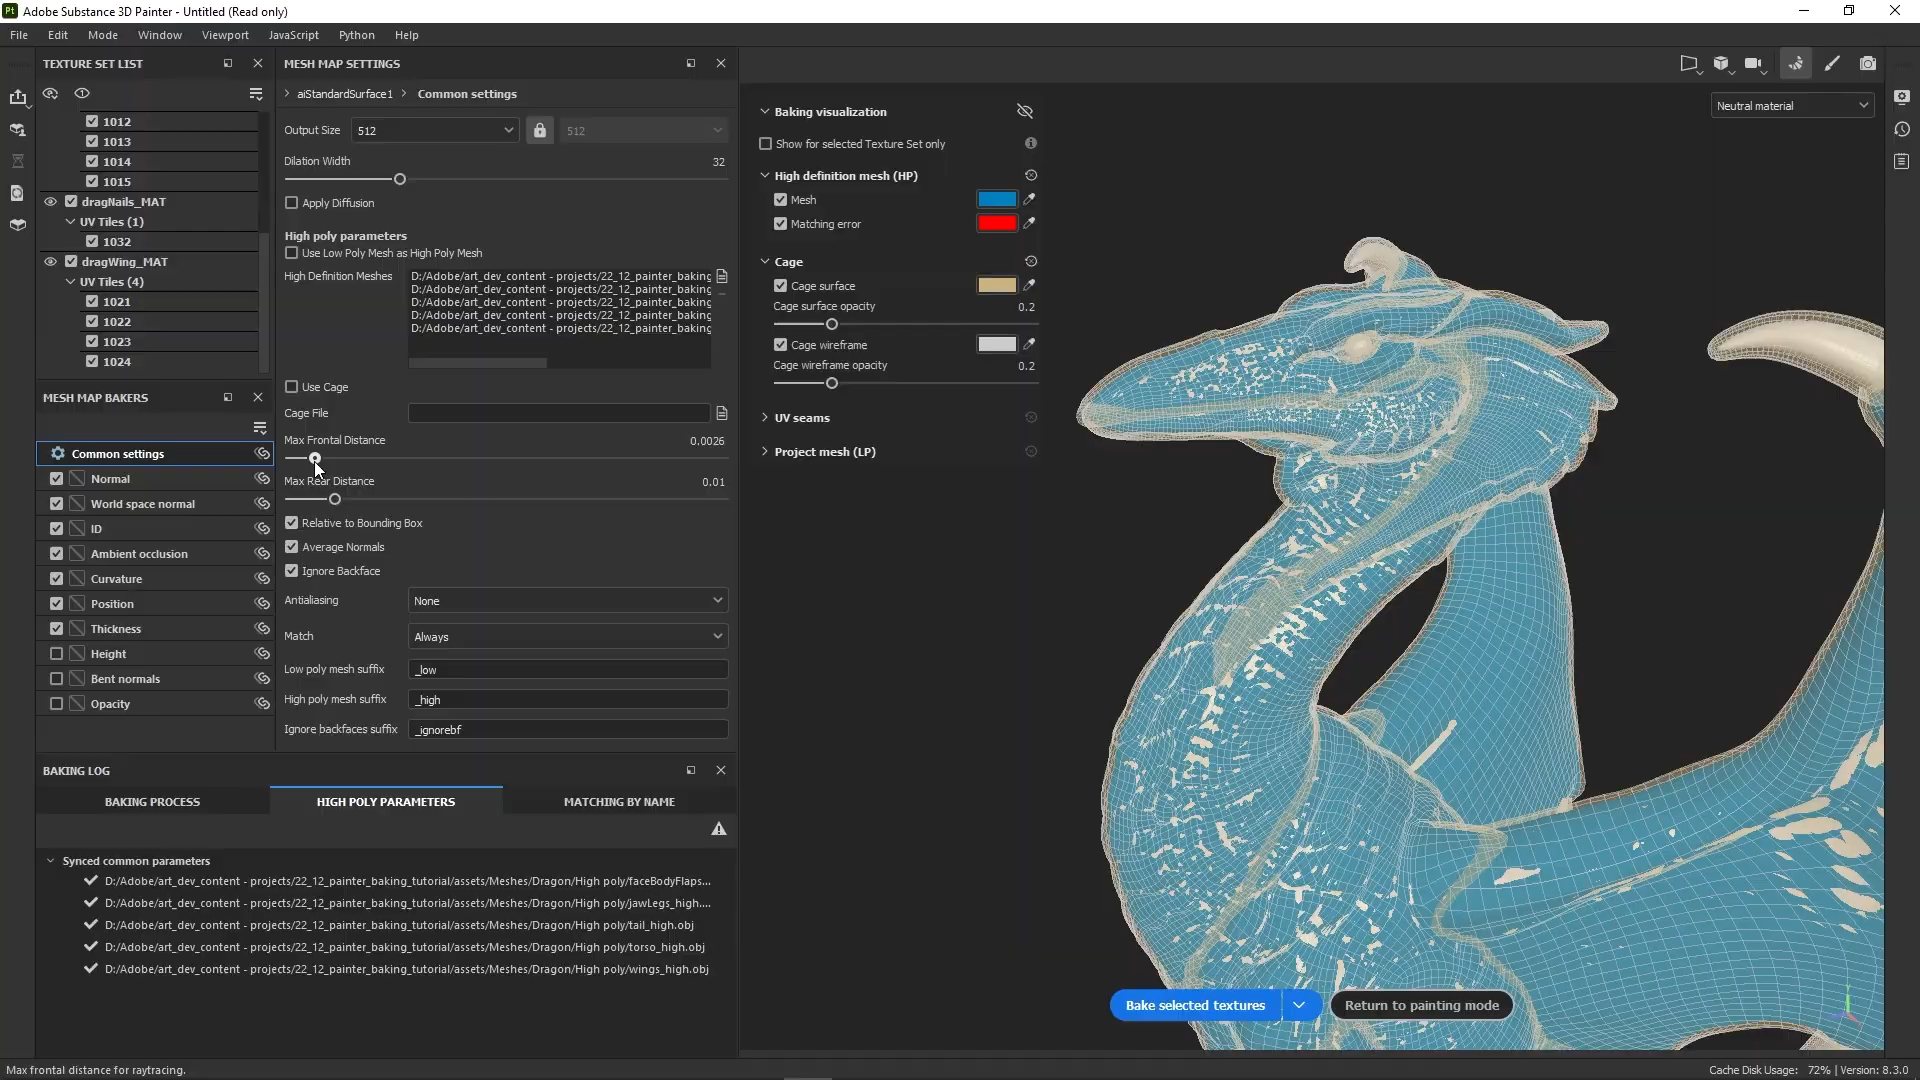 Pt Adobe Substance 3D Painter - Untitled (Read only)
File Edit Mode Window Viewport JavaScript Python Help
TEXTURE SET LIST
1012
1013
1014
1015
dragNails_MAT
UV Tiles (1)
1032
dragWing_MAT
UV Tiles (4)
1021
1022
1023
1024
MESH MAP BAKERS
Common settings
Normal
World space normal
ID
Ambient occlusion
Curvature
Position
Thickness
Height
Bent normals
Opacity
MESH MAP SETTINGS
aiStandardSurface1 > Common settings
Output Size 512 512
Dilation Width 32
Apply Diffusion
High poly parameters
Use Low Poly Mesh as High Poly Mesh
High Definition Meshes D:/Adobe/art_dev_content - projects/22_12_painter_baking
D:/Adobe/art_dev_content - projects/22_12_painter_baking
D:/Adobe/art_dev_content - projects/22_12_painter_baking
D:/Adobe/art_dev_content - projects/22_12_painter_baking
D:/Adobe/art_dev_content - projects/22_12_painter_baking
Use Cage
Cage File
Max Frontal Distance 0.0026
Max Rear Distance 0.01
Relative to Bounding Box
Average Normals
Ignore Backface
Antialiasing None
Match Always
Low poly mesh suffix _low
High poly mesh suffix _high
Ignore backfaces suffix _ignorebf
BAKING LOG
BAKING PROCESS HIGH POLY PARAMETERS MATCHING BY NAME
Synced common parameters
D:/Adobe/art_dev_content - projects/22_12_painter_baking_tutorial/assets/Meshes/Dragon/High poly/faceBodyFlaps...
D:/Adobe/art_dev_content - projects/22_12_painter_baking_tutorial/assets/Meshes/Dragon/High poly/jawLegs_high....
D:/Adobe/art_dev_content - projects/22_12_painter_baking_tutorial/assets/Meshes/Dragon/High poly/tail_high.obj
D:/Adobe/art_dev_content - projects/22_12_painter_baking_tutorial/assets/Meshes/Dragon/High poly/torso_high.obj
D:/Adobe/art_dev_content - projects/22_12_painter_baking_tutorial/assets/Meshes/Dragon/High poly/wings_high.obj
Baking visualization
Show for selected Texture Set only
High definition mesh (HP)
Mesh
Matching error
Cage
Cage surface
Cage surface opacity 0.2
Cage wireframe
Cage wireframe opacity 0.2
UV seams
Project mesh (LP)
Neutral material
Bake selected textures
Return to painting mode
Max frontal distance for raytracing.
Cache Disk Usage: 72% | Version: 8.3.0